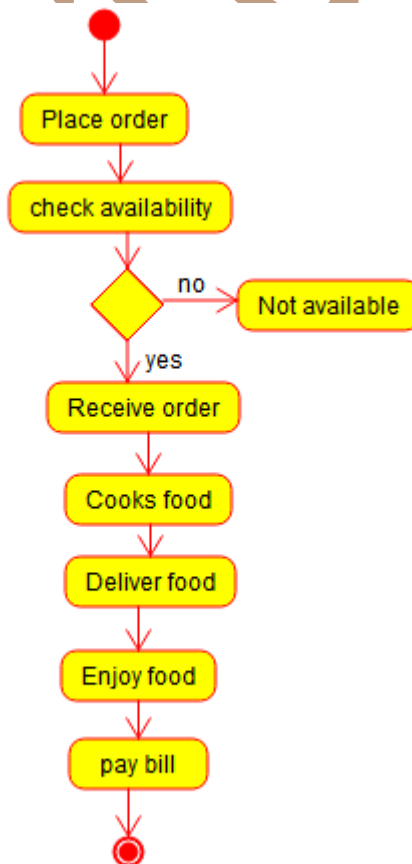 Place order
check availability
no
Not available
yes
Receive order
Cooks food
Deliver food
Enjoy food
pay bill